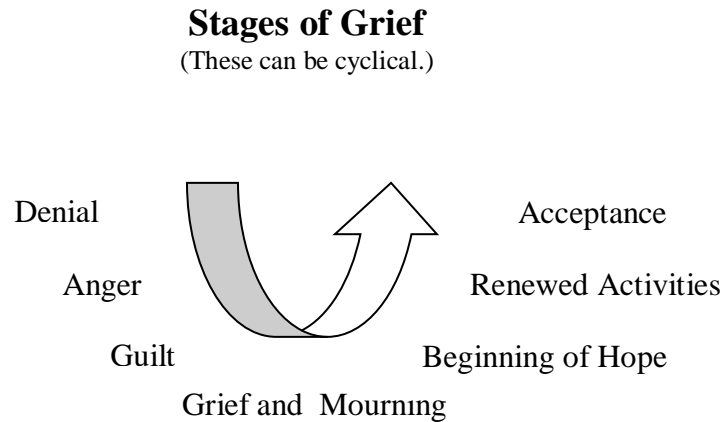 Stages of Grief
(These can be cyclical.)
Denial
Acceptance
Anger
Renewed Activities
Guilt
Beginning of Hope
Grief and Mourning